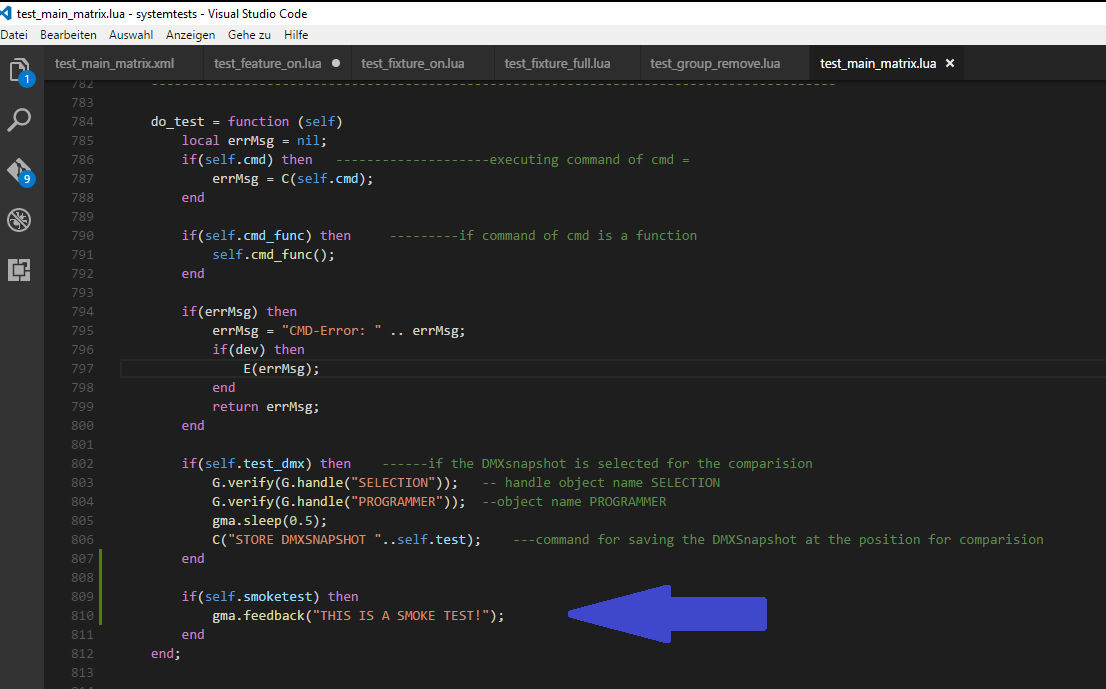 test_main_matrix.lua - systemtests - Visual Studio Code
Datei Bearbeiten Auswahl Anzeigen Gehe zu Hilfe
test_main_matrix.xml test_feature_on.lua test_fixture_on.lua test_fixture_full.lua test_group_remove.lua test_main_matrix.lua
1
9
782 -----------------------------------------------------------------------------------------
783
784 do_test = function (self)
785 local errMsg = nil;
786 if(self.cmd) then --------------------executing command of cmd =
787 errMsg = C(self.cmd);
788 end
789
790 if(self.cmd_func) then ---------if command of cmd is a function
791 self.cmd_func();
792 end
793
794 if(errMsg) then
795 errMsg = "CMD-Error: " .. errMsg;
796 if(dev) then
797 E(errMsg);
798 end
799 return errMsg;
800 end
801
802 if(self.test_dmx) then ------if the DMXsnapshot is selected for the comparision
803 G.verify(G.handle("SELECTION")); -- handle object name SELECTION
804 G.verify(G.handle("PROGRAMMER")); --object name PROGRAMMER
805 gma.sleep(0.5);
806 C("STORE DMXSNAPSHOT "..self.test); ---command for saving the DMXSnapshot at the position for comparision
807 end
808
809 if(self.smoketest) then
810 gma.feedback("THIS IS A SMOKE TEST!");
811 end
812 end;
813